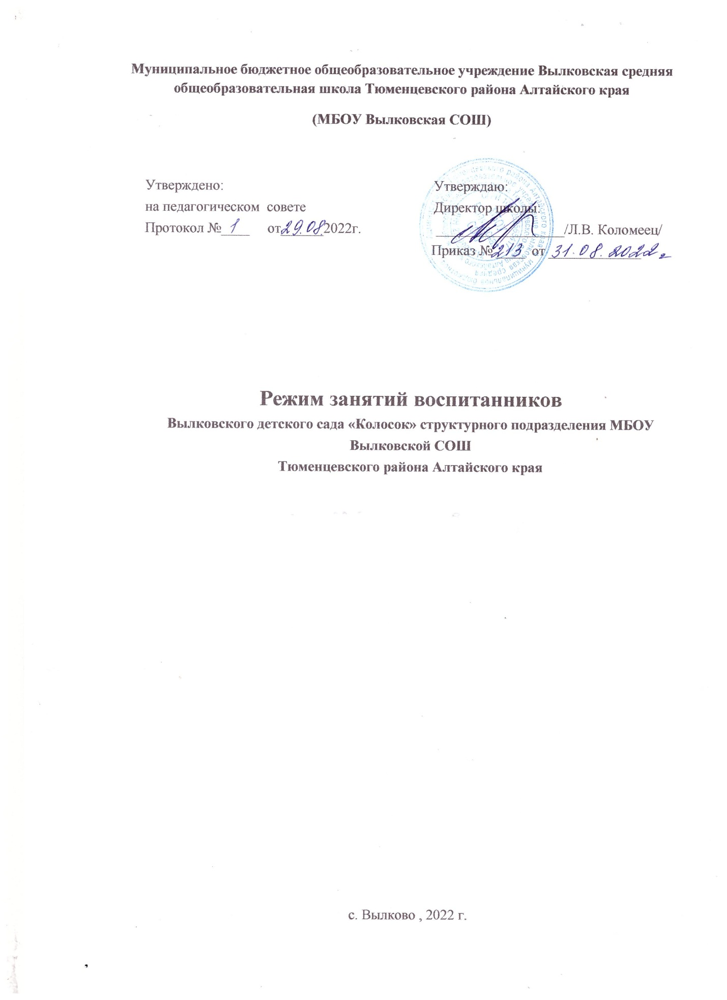 Муниципальное бюджетное общеобразовательное учреждение Вылковская средняя
общеобразовательная школа Тюменцевского района Алтайского края
(МБОУ Вылковская СОШ)
Утверждено:
на педагогическом совете
Протокол № 1 от 29.08.2022г.
Утверждаю:
Директор школы:
/Л.В. Коломеец/
Приказ № 213 от 31.08.2022 г
Режим занятий воспитанников
Вылковского детского сада «Колосок» структурного подразделения МБОУ
Вылковской СОШ
Тюменцевского района Алтайского края
с. Вылково , 2022 г.